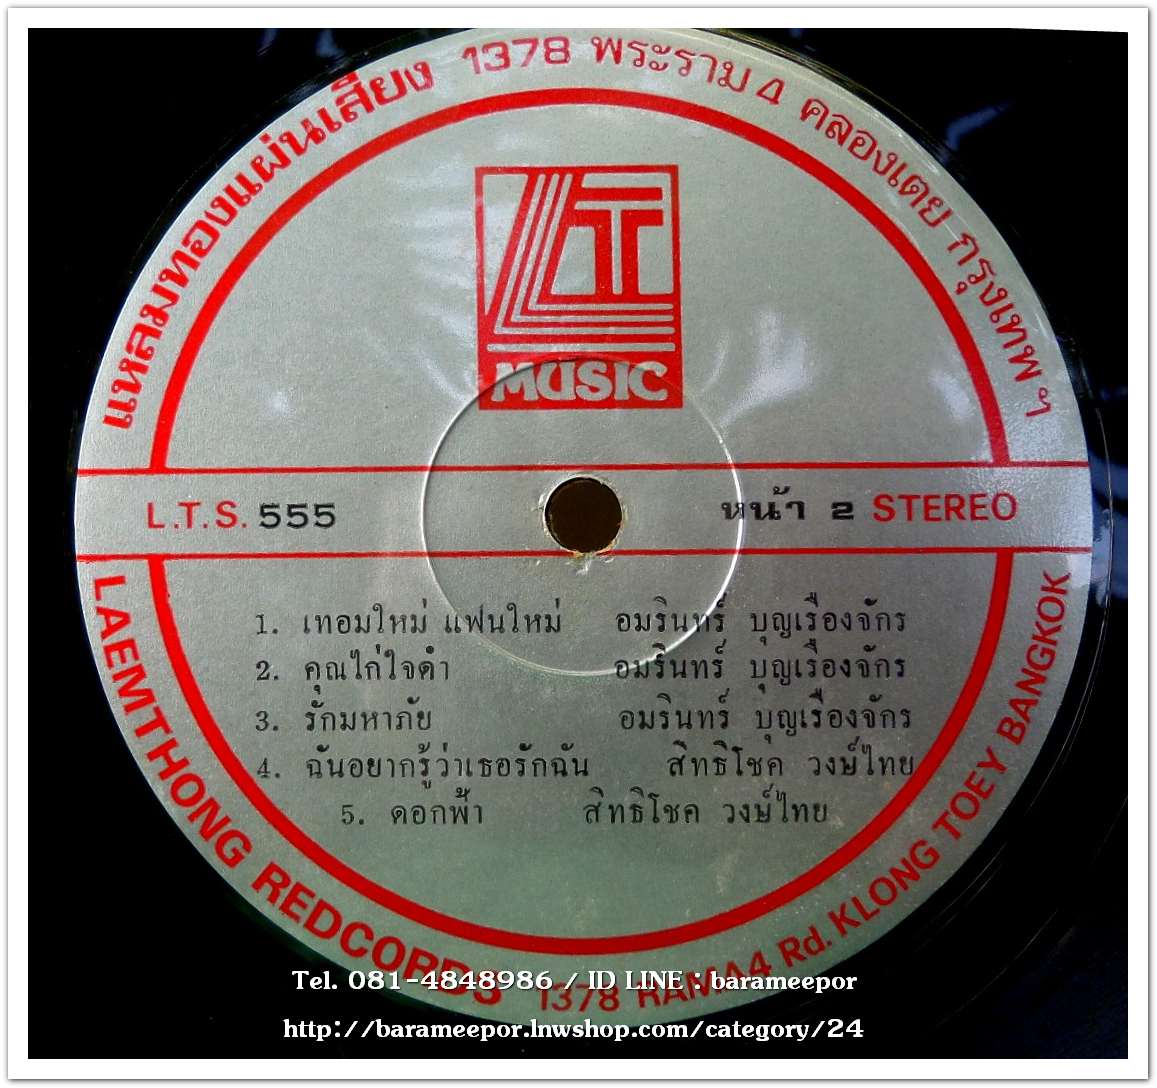 แหลมทองแผ่นเสียง 1378 พระราม 4 คลองเตย กรุงเทพ ฯ
LT
MUSIC
L.T.S. 555 หน้า 2 STEREO
1. เทอมใหม่ แฟนใหม่ อมรินทร์ บุญเรืองจักร
2. คุณไก่ใจดำ อมรินทร์ บุญเรืองจักร
3. รักมหาภัย อมรินทร์ บุญเรืองจักร
4. ฉันอยากรู้ว่าเธอรักฉัน สิทธิโชค วงษ์ไทย
5. ดอกฟ้า สิทธิโชค วงษ์ไทย
LAEMTHONG REDCORDS 1378 RAMA4 Rd. KLONG TOEY BANGKOK
Tel. 081-4848986 / ID LINE : barameepor
http://barameepor.lnwshop.com/category/24